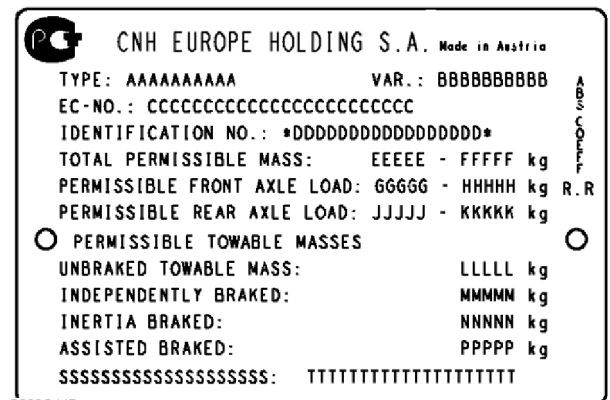 PCT CNH EUROPE HOLDING S.A. Made in Austria
TYPE: AAAAAAAAAA VAR.: BBBBBBBBBB
EC-NO.: CCCCCCCCCCCCCCCCCCCCCCCCC
IDENTIFICATION NO.: *DDDDDDDDDDDDDDDDD*
TOTAL PERMISSIBLE MASS: EEEEE - FFFFF kg
PERMISSIBLE FRONT AXLE LOAD: GGGGG - HHHHH kg
PERMISSIBLE REAR AXLE LOAD: JJJJJ - KKKKK kg
ABS COEFF
R.R
PERMISSIBLE TOWABLE MASSES
UNBRAKED TOWABLE MASS: LLLLL kg
INDEPENDENTLY BRAKED: MMMMM kg
INERTIA BRAKED: NNNNN kg
ASSISTED BRAKED: PPPPP kg
SSSSSSSSSSSSSSSSSSSS: TTTTTTTTTTTTTTTTTTTT